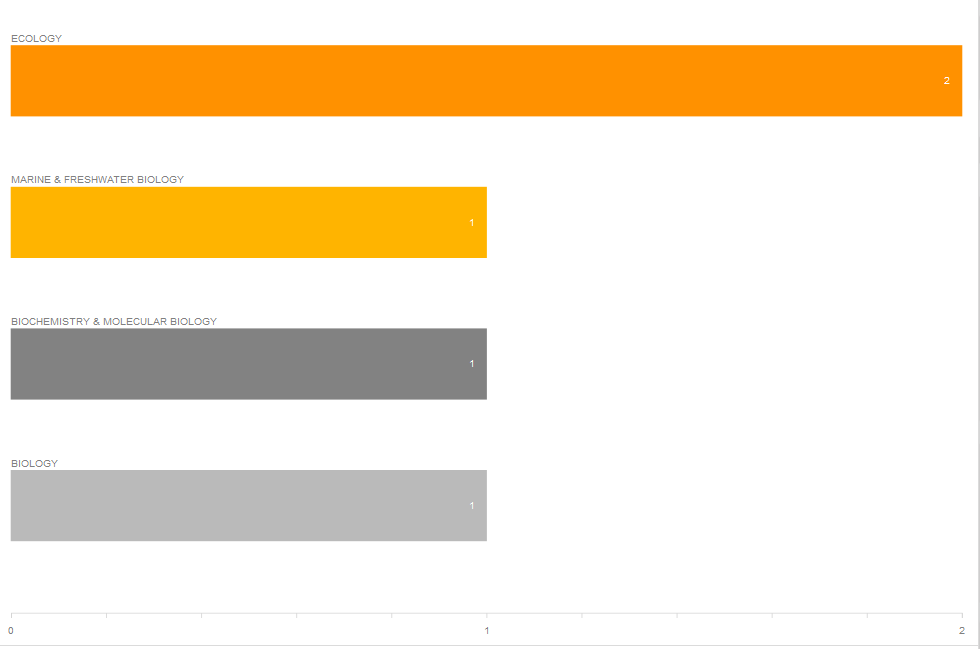 ECOLOGY
2
MARINE & FRESHWATER BIOLOGY
1
BIOCHEMISTRY & MOLECULAR BIOLOGY
1
BIOLOGY
1
0 1 2